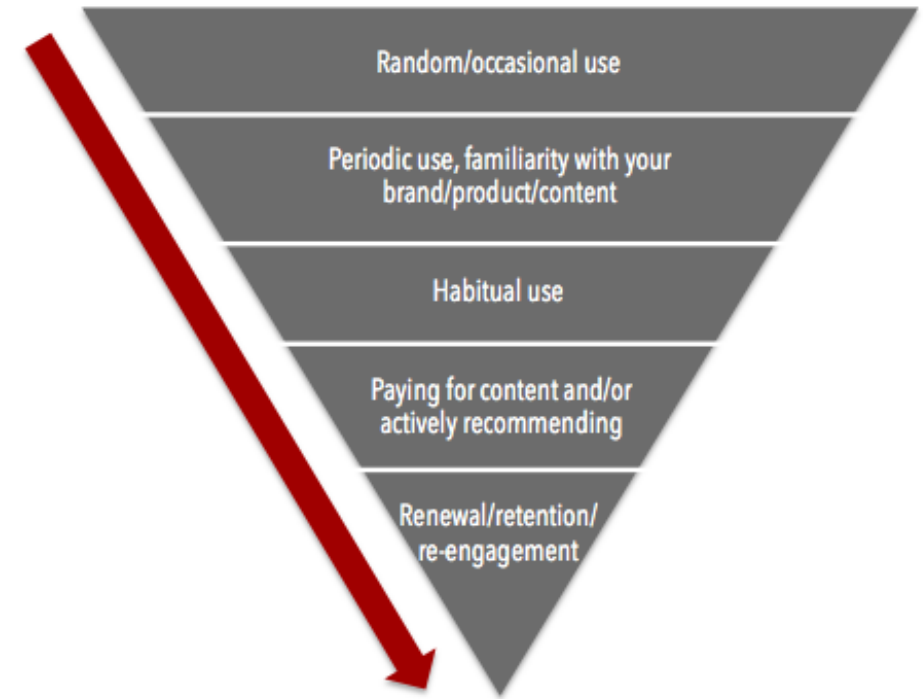 Random/occasional use
Periodic use, familiarity with your
brand/product/content
Habitual use
Paying for content and/or
actively recommending
Renewal/retention/
re-engagement